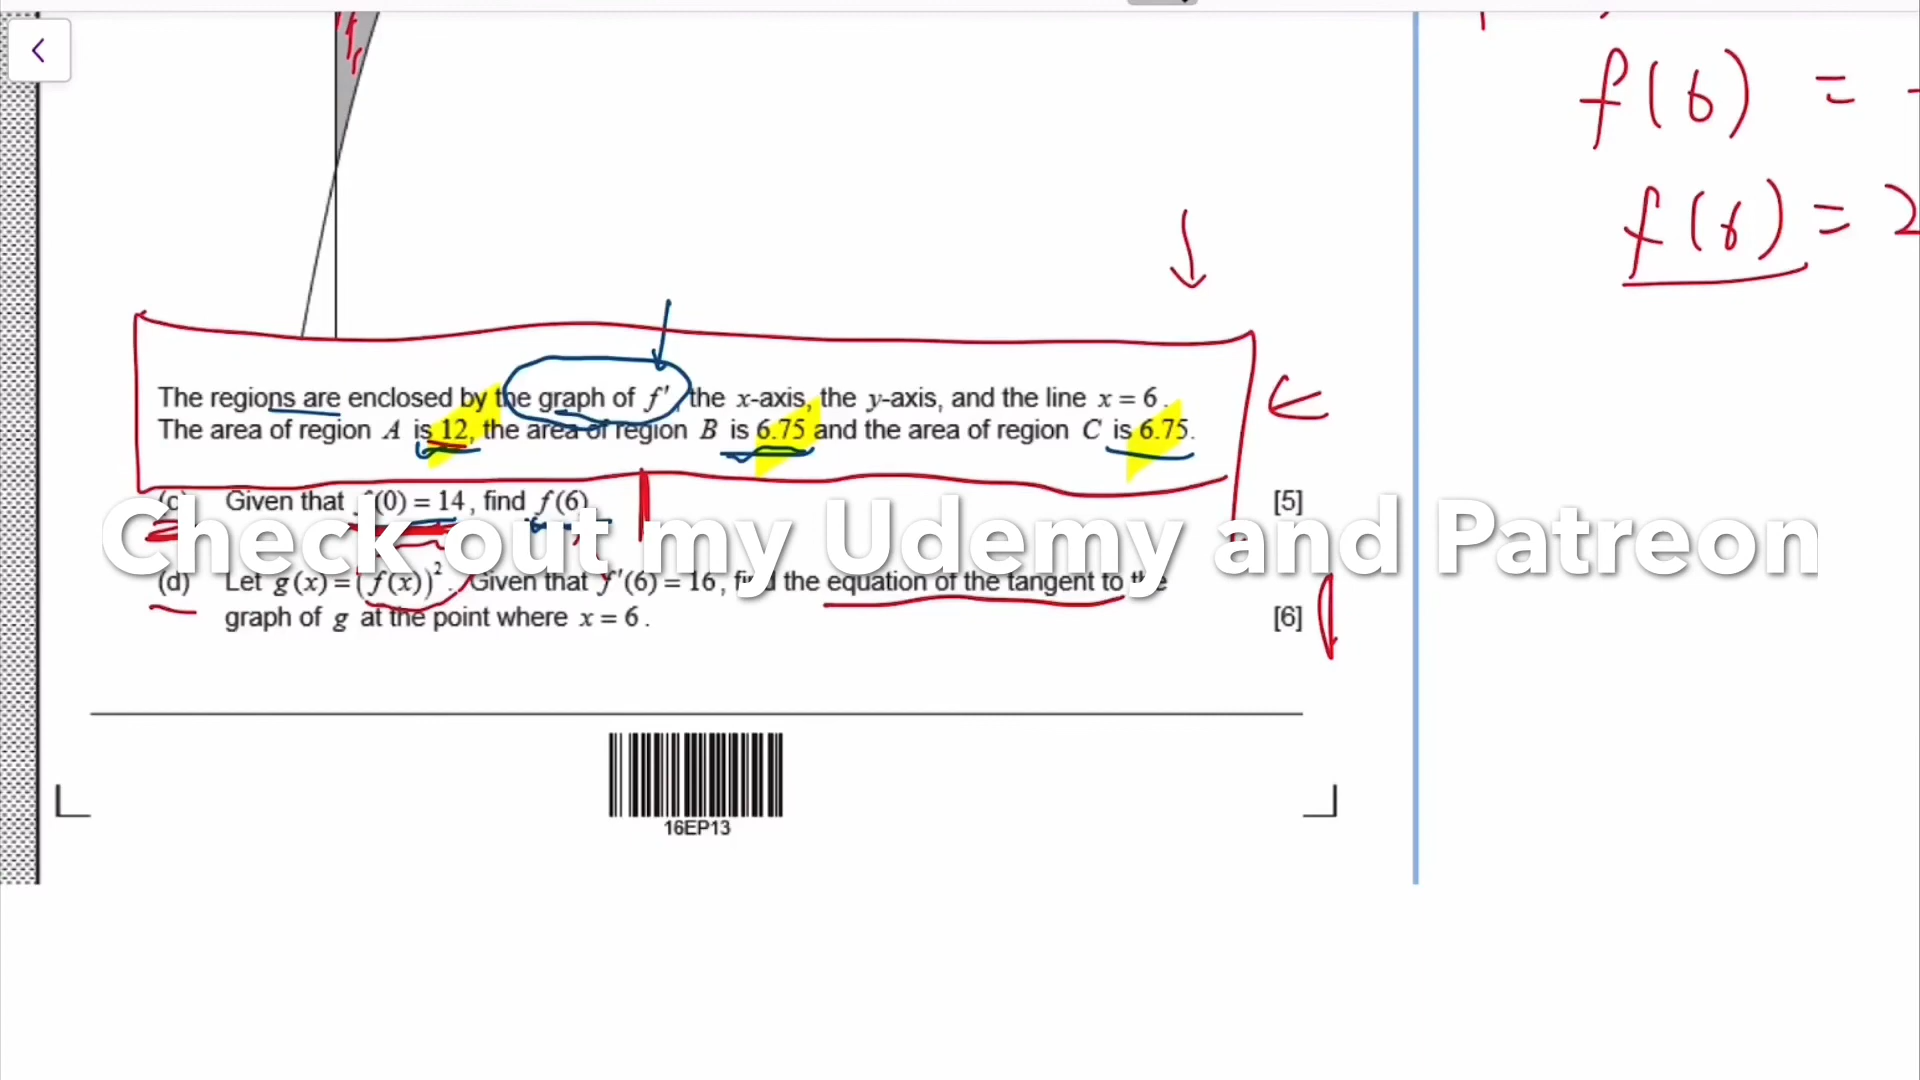 f(6) =
f(6) = 2
The regions are enclosed by the graph of f′, the x-axis, the y-axis, and the line x = 6.
The area of region A is 12, the area of region B is 6.75 and the area of region C is 6.75.
(c) Given that f(0) = 14, find f(6). [5]
Check out my Udemy and Patreon
(d) Let g(x) = (f(x))². Given that f′(6) = 16, find the equation of the tangent to the
graph of g at the point where x = 6. [6]
16EP13